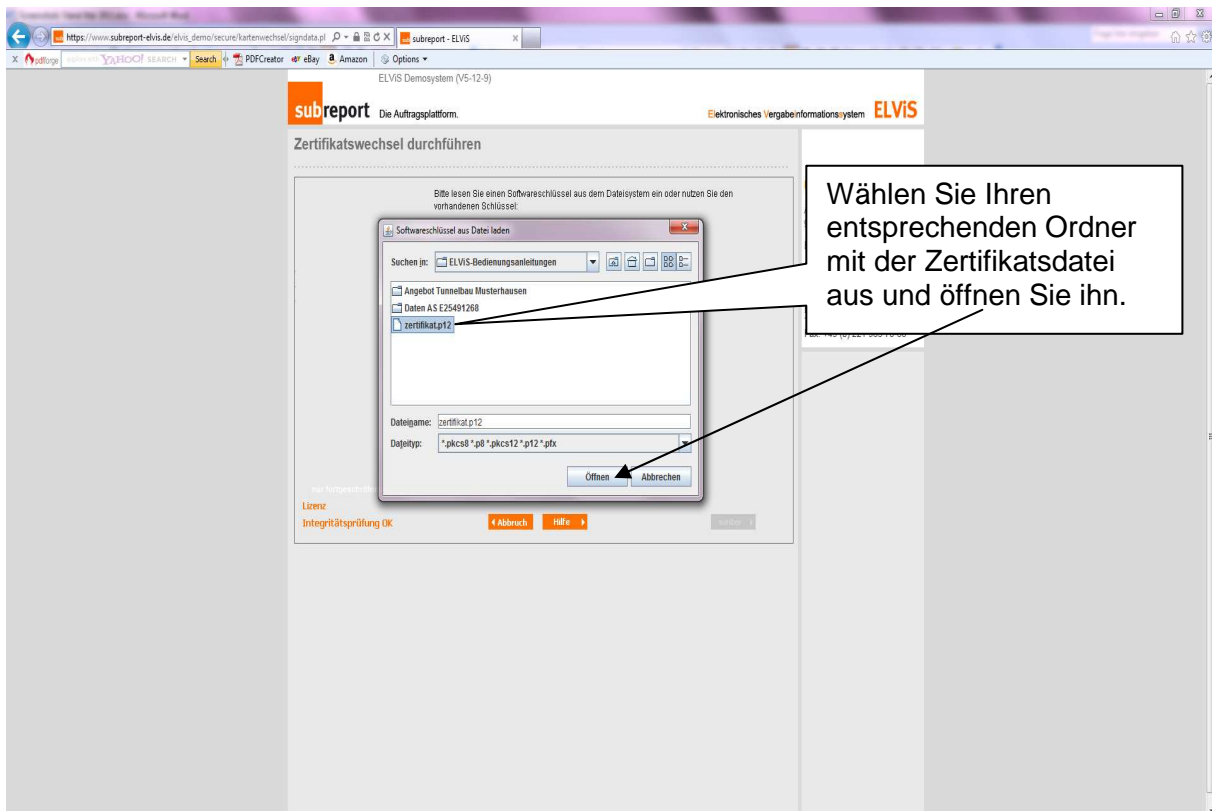 https://www.subreport-elvis.de/elvis_demo/secure/kartenwechsel/signdata.pl
subreport - ELViS
pdfforge
YAHOO! SEARCH
Search
PDFCreator
eBay
Amazon
Options
ELViS Demosystem (V5-12-9)
subreport Die Auftragsplattform.
Elektronisches Vergabeinformationssystem ELViS
Zertifikatswechsel durchführen
Bitte lesen Sie einen Softwareschlüssel aus dem Dateisystem ein oder nutzen Sie den
vorhandenen Schlüssel:
Softwareschlüssel aus Datei laden
Suchen in: ELViS-Bedienungsanleitungen
Angebot Tunnelbau Musterhausen
Daten AS E25491268
zertifikat.p12
Dateiname: zertifikat.p12
Dateityp: *.pkcs8 *.p8 *.pkcs12 *.p12 *.pfx
Öffnen Abbrechen
Wählen Sie Ihren
entsprechenden Ordner
mit der Zertifikatsdatei
aus und öffnen Sie ihn.
Lizenz
Integritätsprüfung OK
Abbruch Hilfe weiter